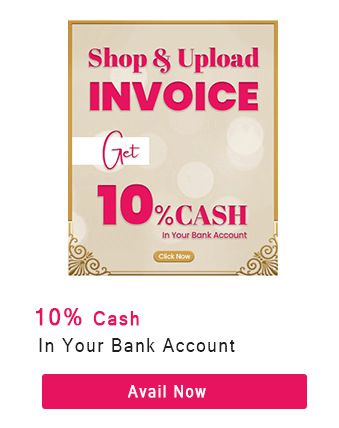 Shop & Upload
INVOICE
Get
10%CASH
In Your Bank Account
Click Now
10% Cash
In Your Bank Account
Avail Now